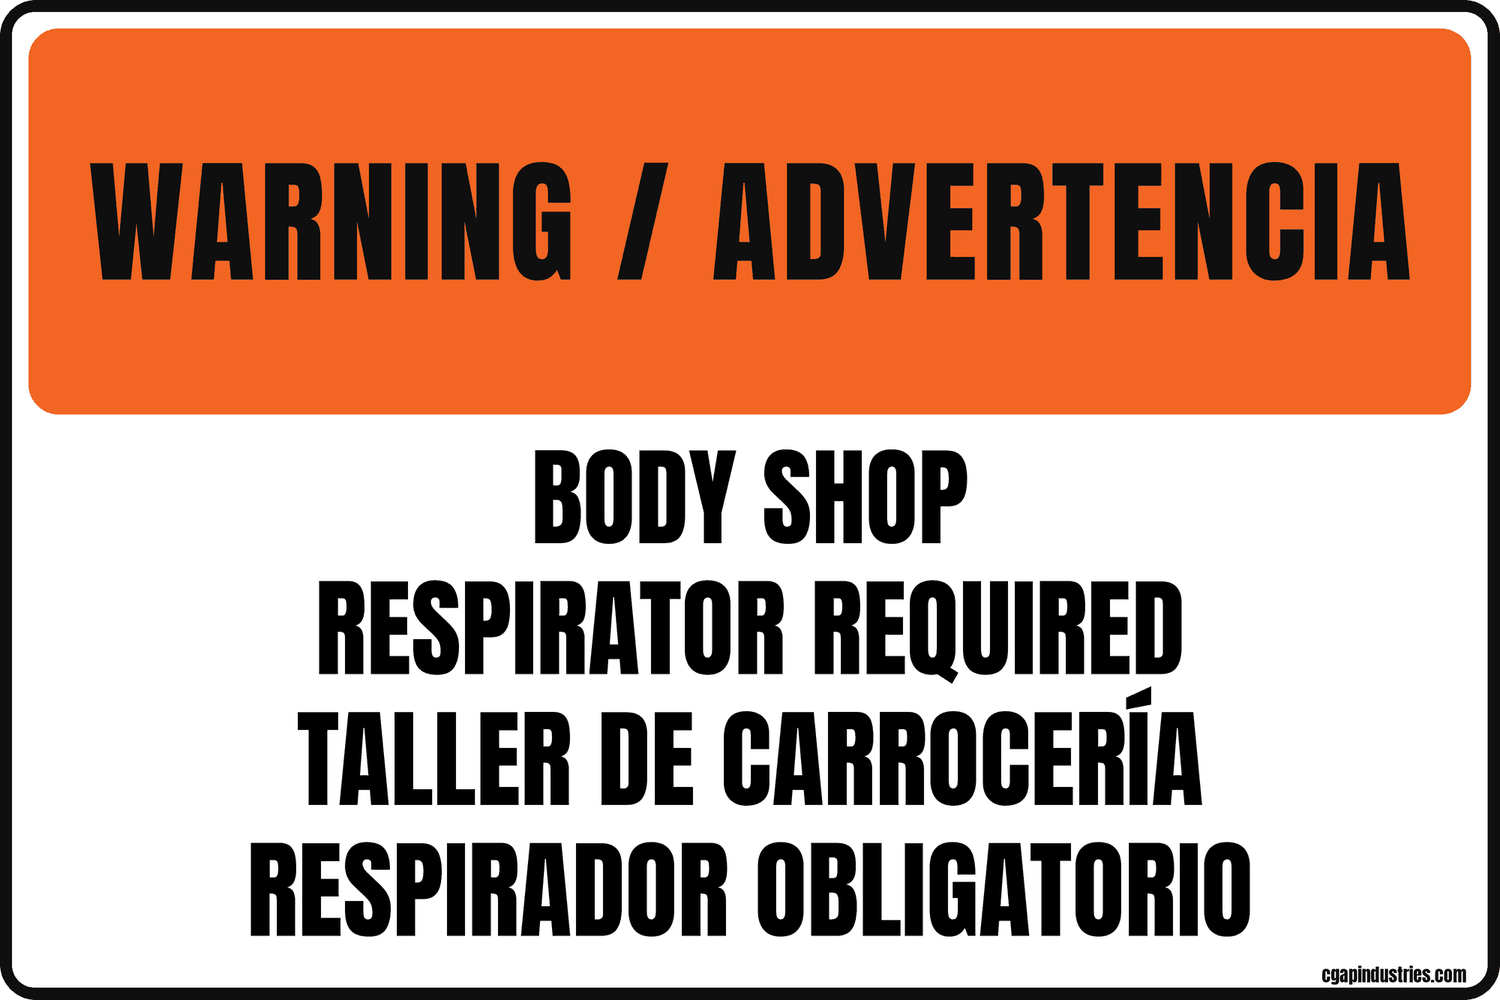 WARNING / ADVERTENCIA
BODY SHOP
RESPIRATOR REQUIRED
TALLER DE CARROCERÍA
RESPIRADOR OBLIGATORIO
cgapindustries.com